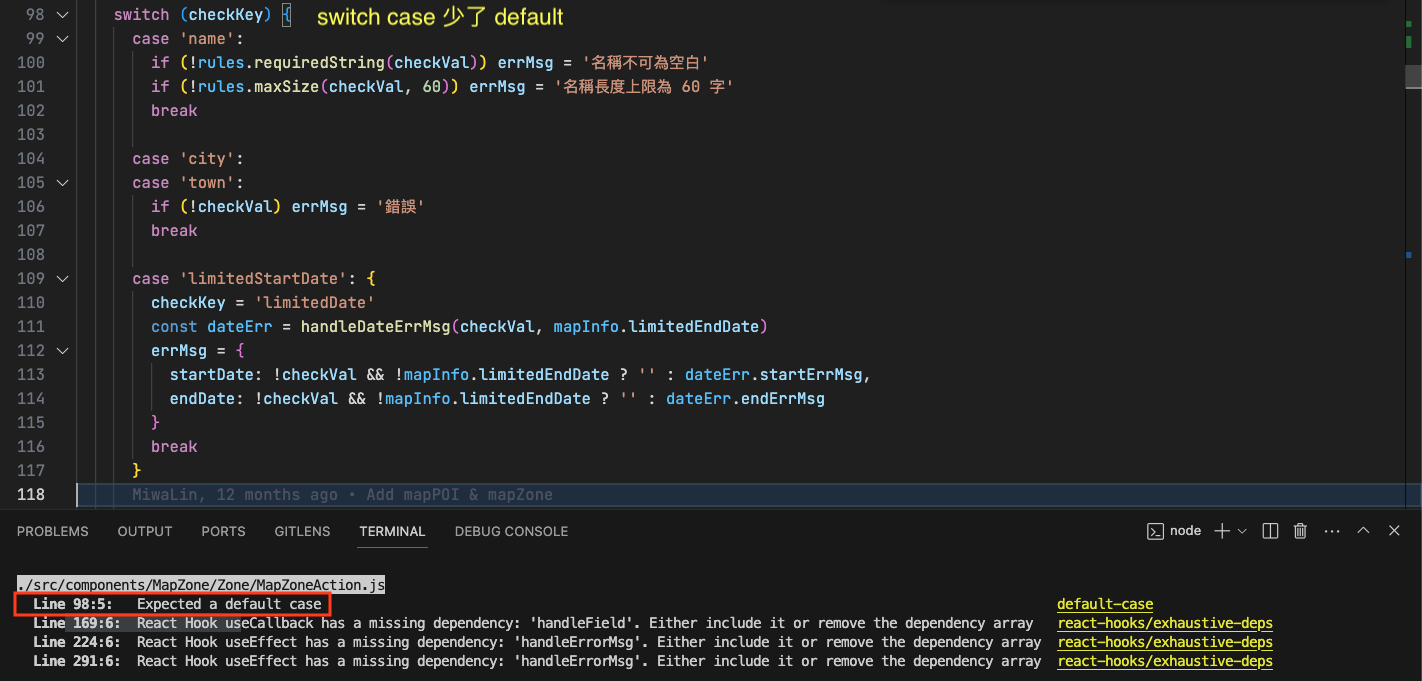 98 switch (checkKey) { switch case 少了 default
99 case 'name':
100 if (!rules.requiredString(checkVal)) errMsg = '名稱不可為空白'
101 if (!rules.maxSize(checkVal, 60)) errMsg = '名稱長度上限為 60 字'
102 break
103
104 case 'city':
105 case 'town':
106 if (!checkVal) errMsg = '錯誤'
107 break
108
109 case 'limitedStartDate': {
110 checkKey = 'limitedDate'
111 const dateErr = handleDateErrMsg(checkVal, mapInfo.limitedEndDate)
112 errMsg = {
113 startDate: !checkVal && !mapInfo.limitedEndDate ? '' : dateErr.startErrMsg,
114 endDate: !checkVal && !mapInfo.limitedEndDate ? '' : dateErr.endErrMsg
115 }
116 break
117 }
118 MiwaLin, 12 months ago • Add mapPOI & mapZone
PROBLEMS OUTPUT PORTS GITLENS TERMINAL DEBUG CONSOLE node
./src/components/MapZone/Zone/MapZoneAction.js
Line 98:5: Expected a default case default-case
Line 169:6: React Hook useCallback has a missing dependency: 'handleField'. Either include it or remove the dependency array react-hooks/exhaustive-deps
Line 224:6: React Hook useEffect has a missing dependency: 'handleErrorMsg'. Either include it or remove the dependency array react-hooks/exhaustive-deps
Line 291:6: React Hook useEffect has a missing dependency: 'handleErrorMsg'. Either include it or remove the dependency array react-hooks/exhaustive-deps